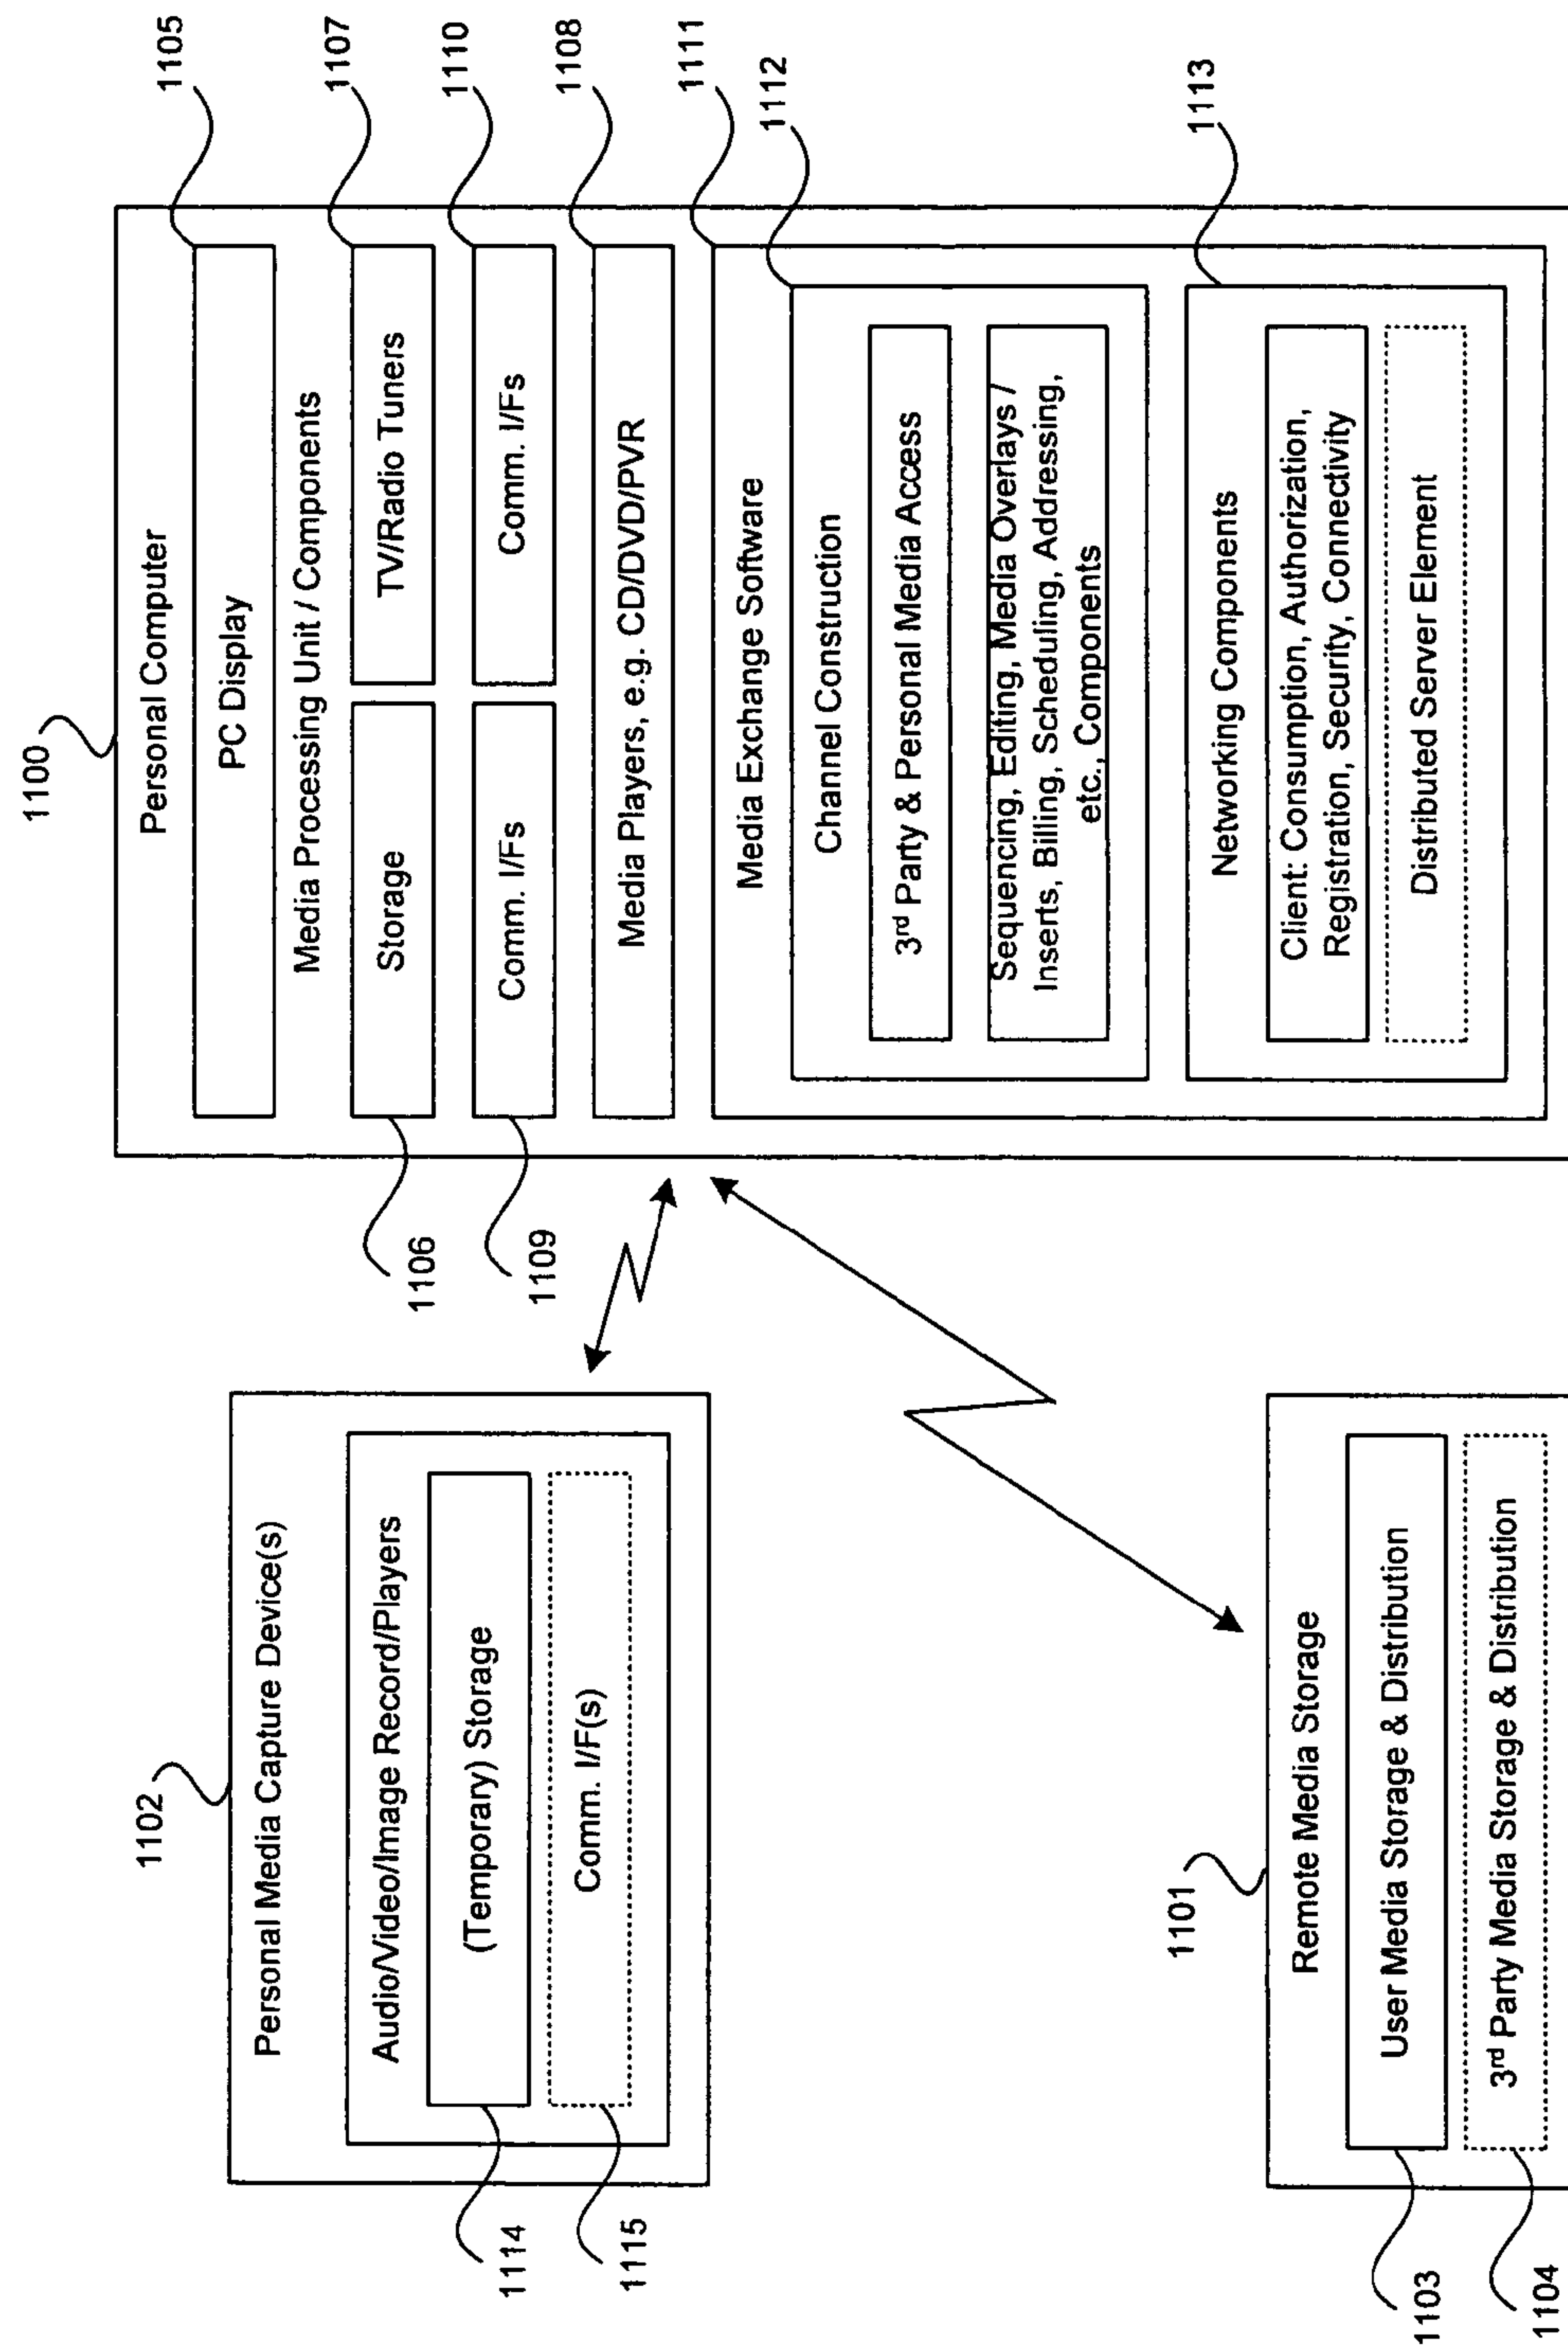 1102
Personal Media Capture Device(s)
Audio/Video/Image Record/Players
(Temporary) Storage
Comm. I/F(s)
1114
1115
1101
Remote Media Storage
User Media Storage & Distribution
3rd Party Media Storage & Distribution
1103
1104
1100
Personal Computer
PC Display
1105
Media Processing Unit / Components
Storage
TV/Radio Tuners
1106
1107
Comm. I/Fs
Comm. I/Fs
1109
1110
Media Players, e.g. CD/DVD/PVR
1108
Media Exchange Software
1111
Channel Construction
1112
3rd Party & Personal Media Access
Sequencing, Editing, Media Overlays /
Inserts, Billing, Scheduling, Addressing,
etc., Components
Networking Components
1113
Client: Consumption, Authorization,
Registration, Security, Connectivity
Distributed Server Element